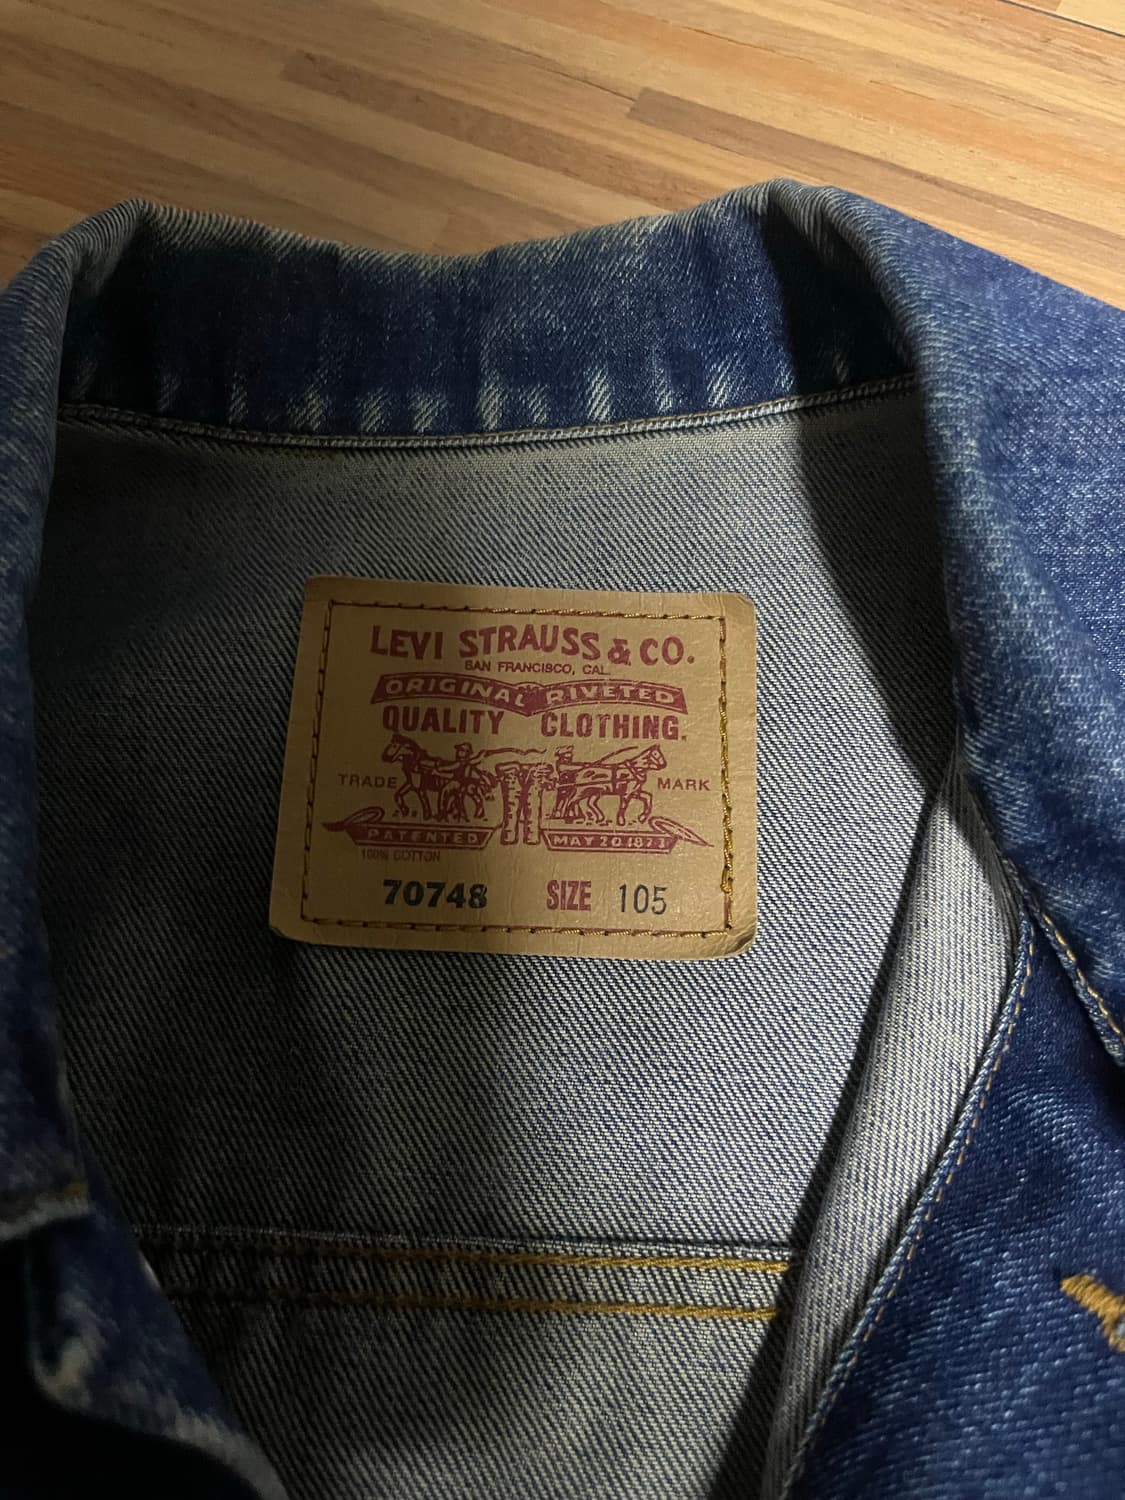 LEVI STRAUSS & CO.
SAN FRANCISCO, CAL.
ORIGINAL RIVETED
QUALITY CLOTHING.
TRADE MARK
PATENTED MAY 20 1873
100% COTTON
70748 SIZE 105